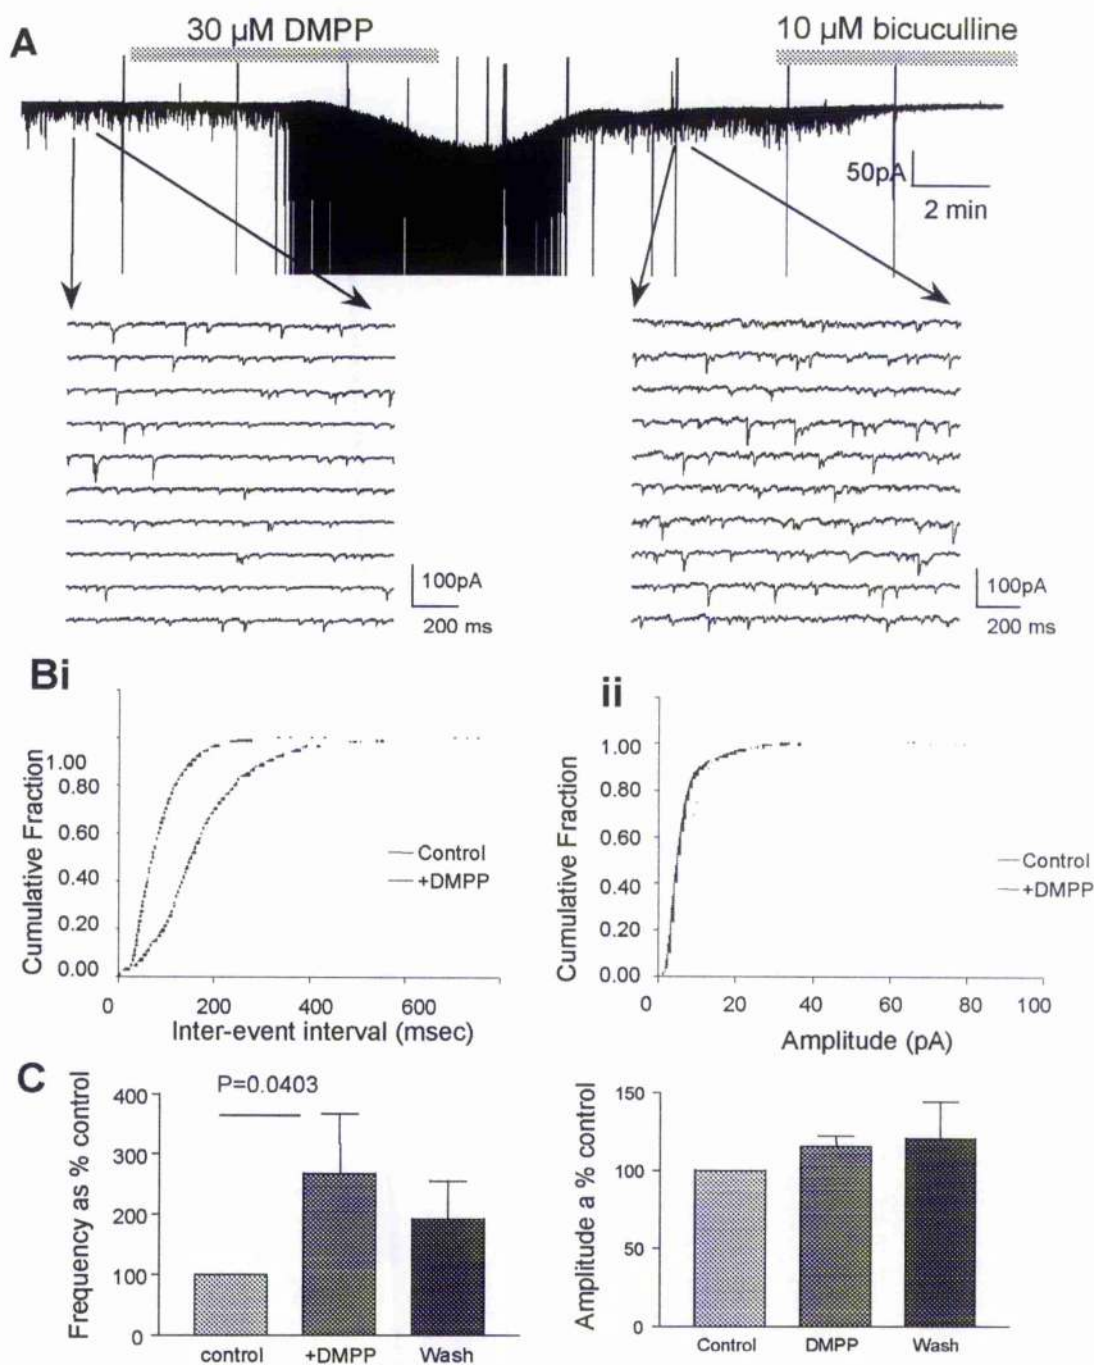 A
30 µM DMPP
10 µM bicuculline
50pA
2 min
100pA
200 ms
100pA
200 ms
Bi
Cumulative Fraction
1.00
0.80
0.60
0.40
0.20
0.00
0
200
400
600
Inter-event interval (msec)
Control
+DMPP
ii
Cumulative Fraction
1.00
0.80
0.60
0.40
0.20
0.00
0
20
40
60
80
100
Amplitude (pA)
Control
+DMPP
C
Frequency as % control
400
300
200
100
0
P=0.0403
control
+DMPP
Wash
Amplitude a % control
150
100
50
0
Control
DMPP
Wash